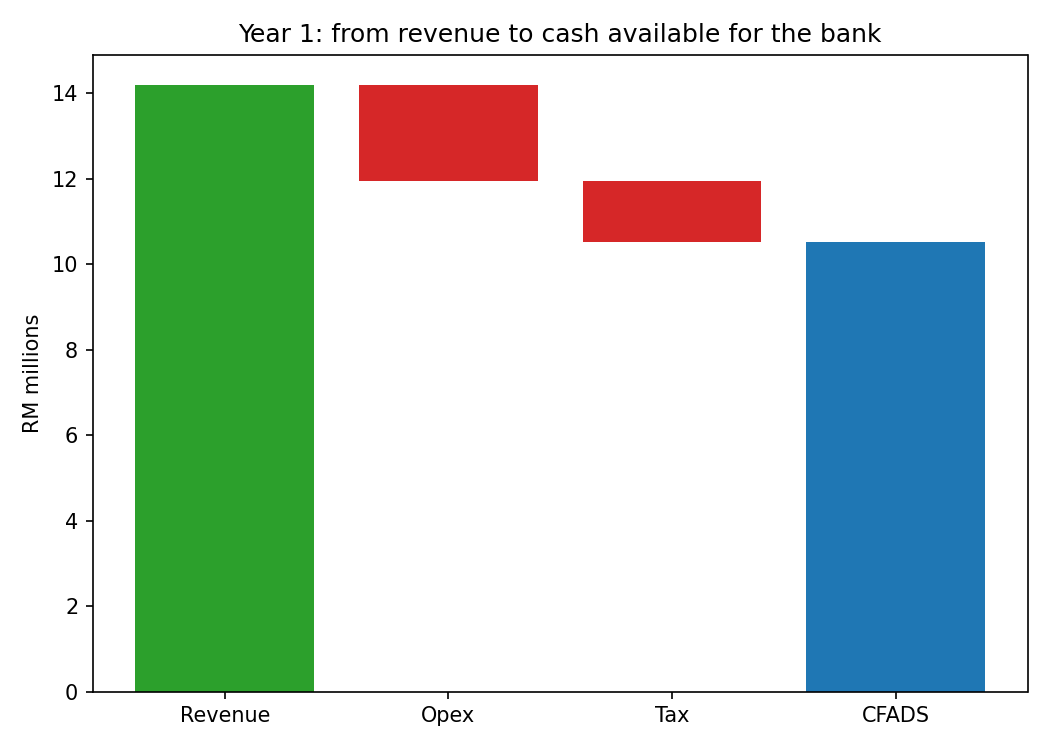 Year 1: from revenue to cash available for the bank
RM millions
14
12
10
8
6
4
2
0
Revenue
Opex
Tax
CFADS